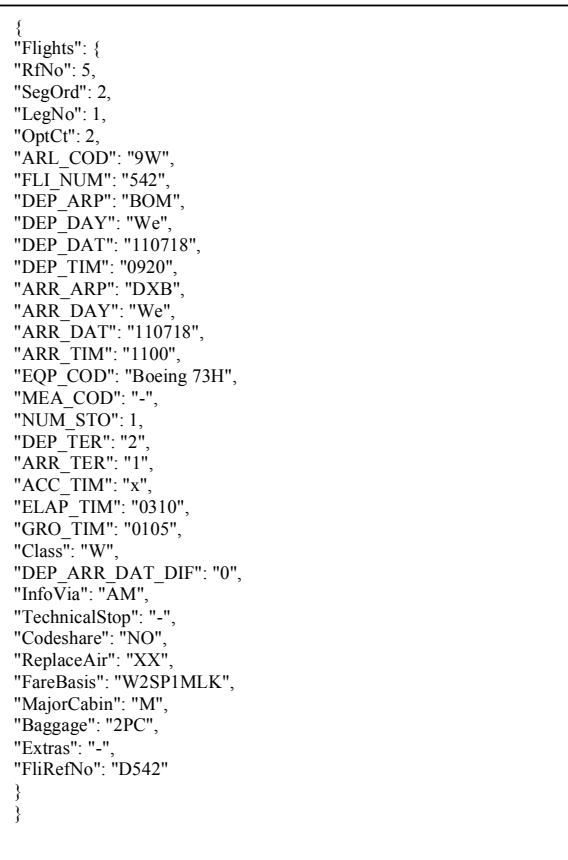 {
"Flights": {
"RfNo": 5,
"SegOrd": 2,
"LegNo": 1,
"OptCt": 2,
"ARL_COD": "9W",
"FLI_NUM": "542",
"DEP_ARP": "BOM",
"DEP_DAY": "We",
"DEP_DAT": "110718",
"DEP_TIM": "0920",
"ARR_ARP": "DXB",
"ARR_DAY": "We",
"ARR_DAT": "110718",
"ARR_TIM": "1100",
"EQP_COD": "Boeing 73H",
"MEA_COD": "-",
"NUM_STO": 1,
"DEP_TER": "2",
"ARR_TER": "1",
"ACC_TIM": "x",
"ELAP_TIM": "0310",
"GRO_TIM": "0105",
"Class": "W",
"DEP_ARR_DAT_DIF": "0",
"InfoVia": "AM",
"TechnicalStop": "-",
"Codeshare": "NO",
"ReplaceAir": "XX",
"FareBasis": "W2SP1MLK",
"MajorCabin": "M",
"Baggage": "2PC",
"Extras": "-",
"FliRefNo": "D542"
}
}